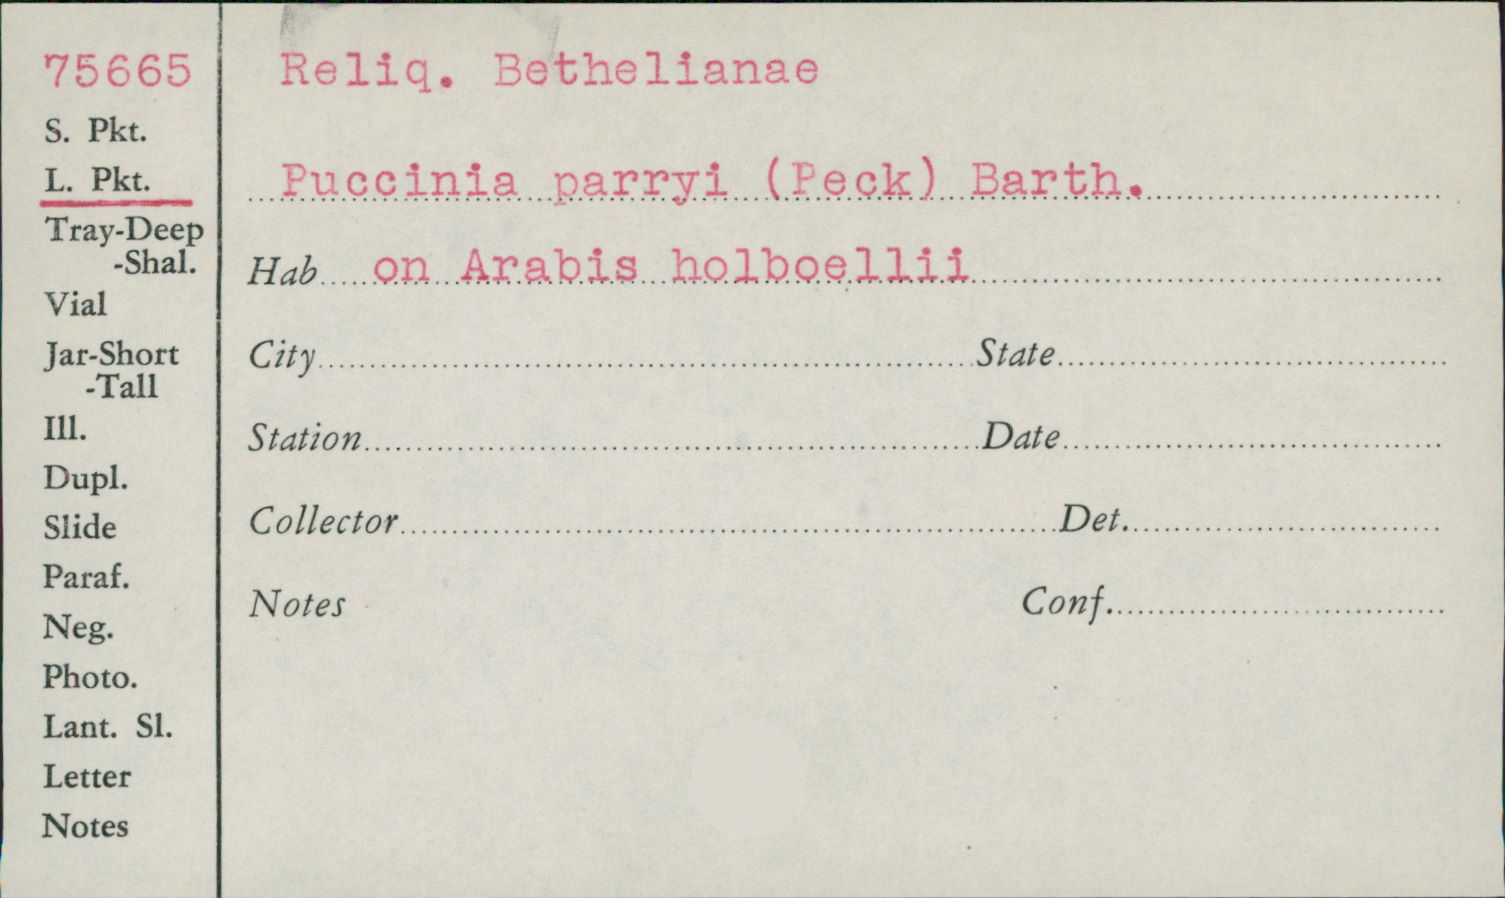 75665
Reliq. Bethelianae
S. Pkt.
L. Pkt.
Puccinia parryi (Peck) Barth.
Tray-Deep
-Shal.
Hab on Arabis holboellii
Vial
Jar-Short
-Tall
City State
Ill.
Station Date
Dupl.
Slide
Collector Det.
Paraf.
Neg.
Notes Conf.
Photo.
Lant. Sl.
Letter
Notes